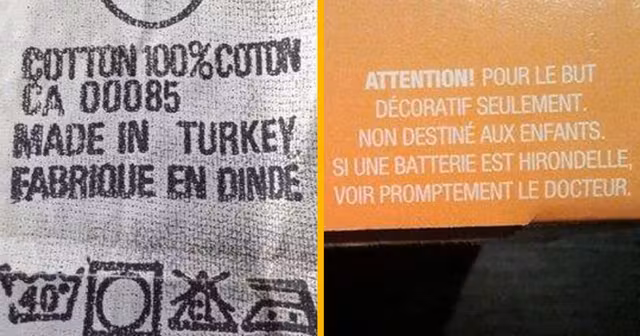 COTTON 100% COTON
CA 00085
MADE IN TURKEY
FABRIQUE EN DINDE
40°
cl
ATTENTION! POUR LE BUT
DÉCORATIF SEULEMENT.
NON DESTINÉ AUX ENFANTS.
SI UNE BATTERIE EST HIRONDELLE,
VOIR PROMPTEMENT LE DOCTEUR.